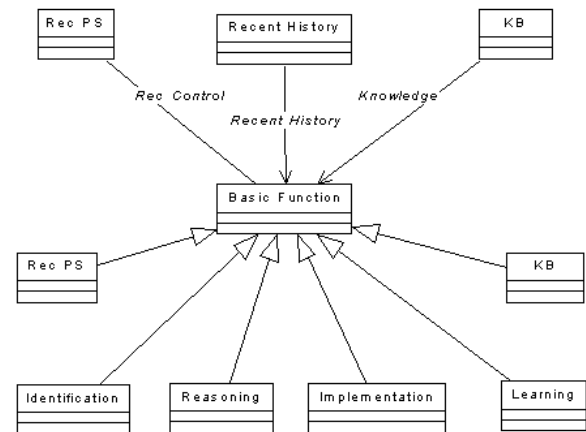 Rec PS
Recent History
KB
Rec Control
Knowledge
Recent History
Basic Function
Rec PS
KB
Identification
Reasoning
Implementation
Learning